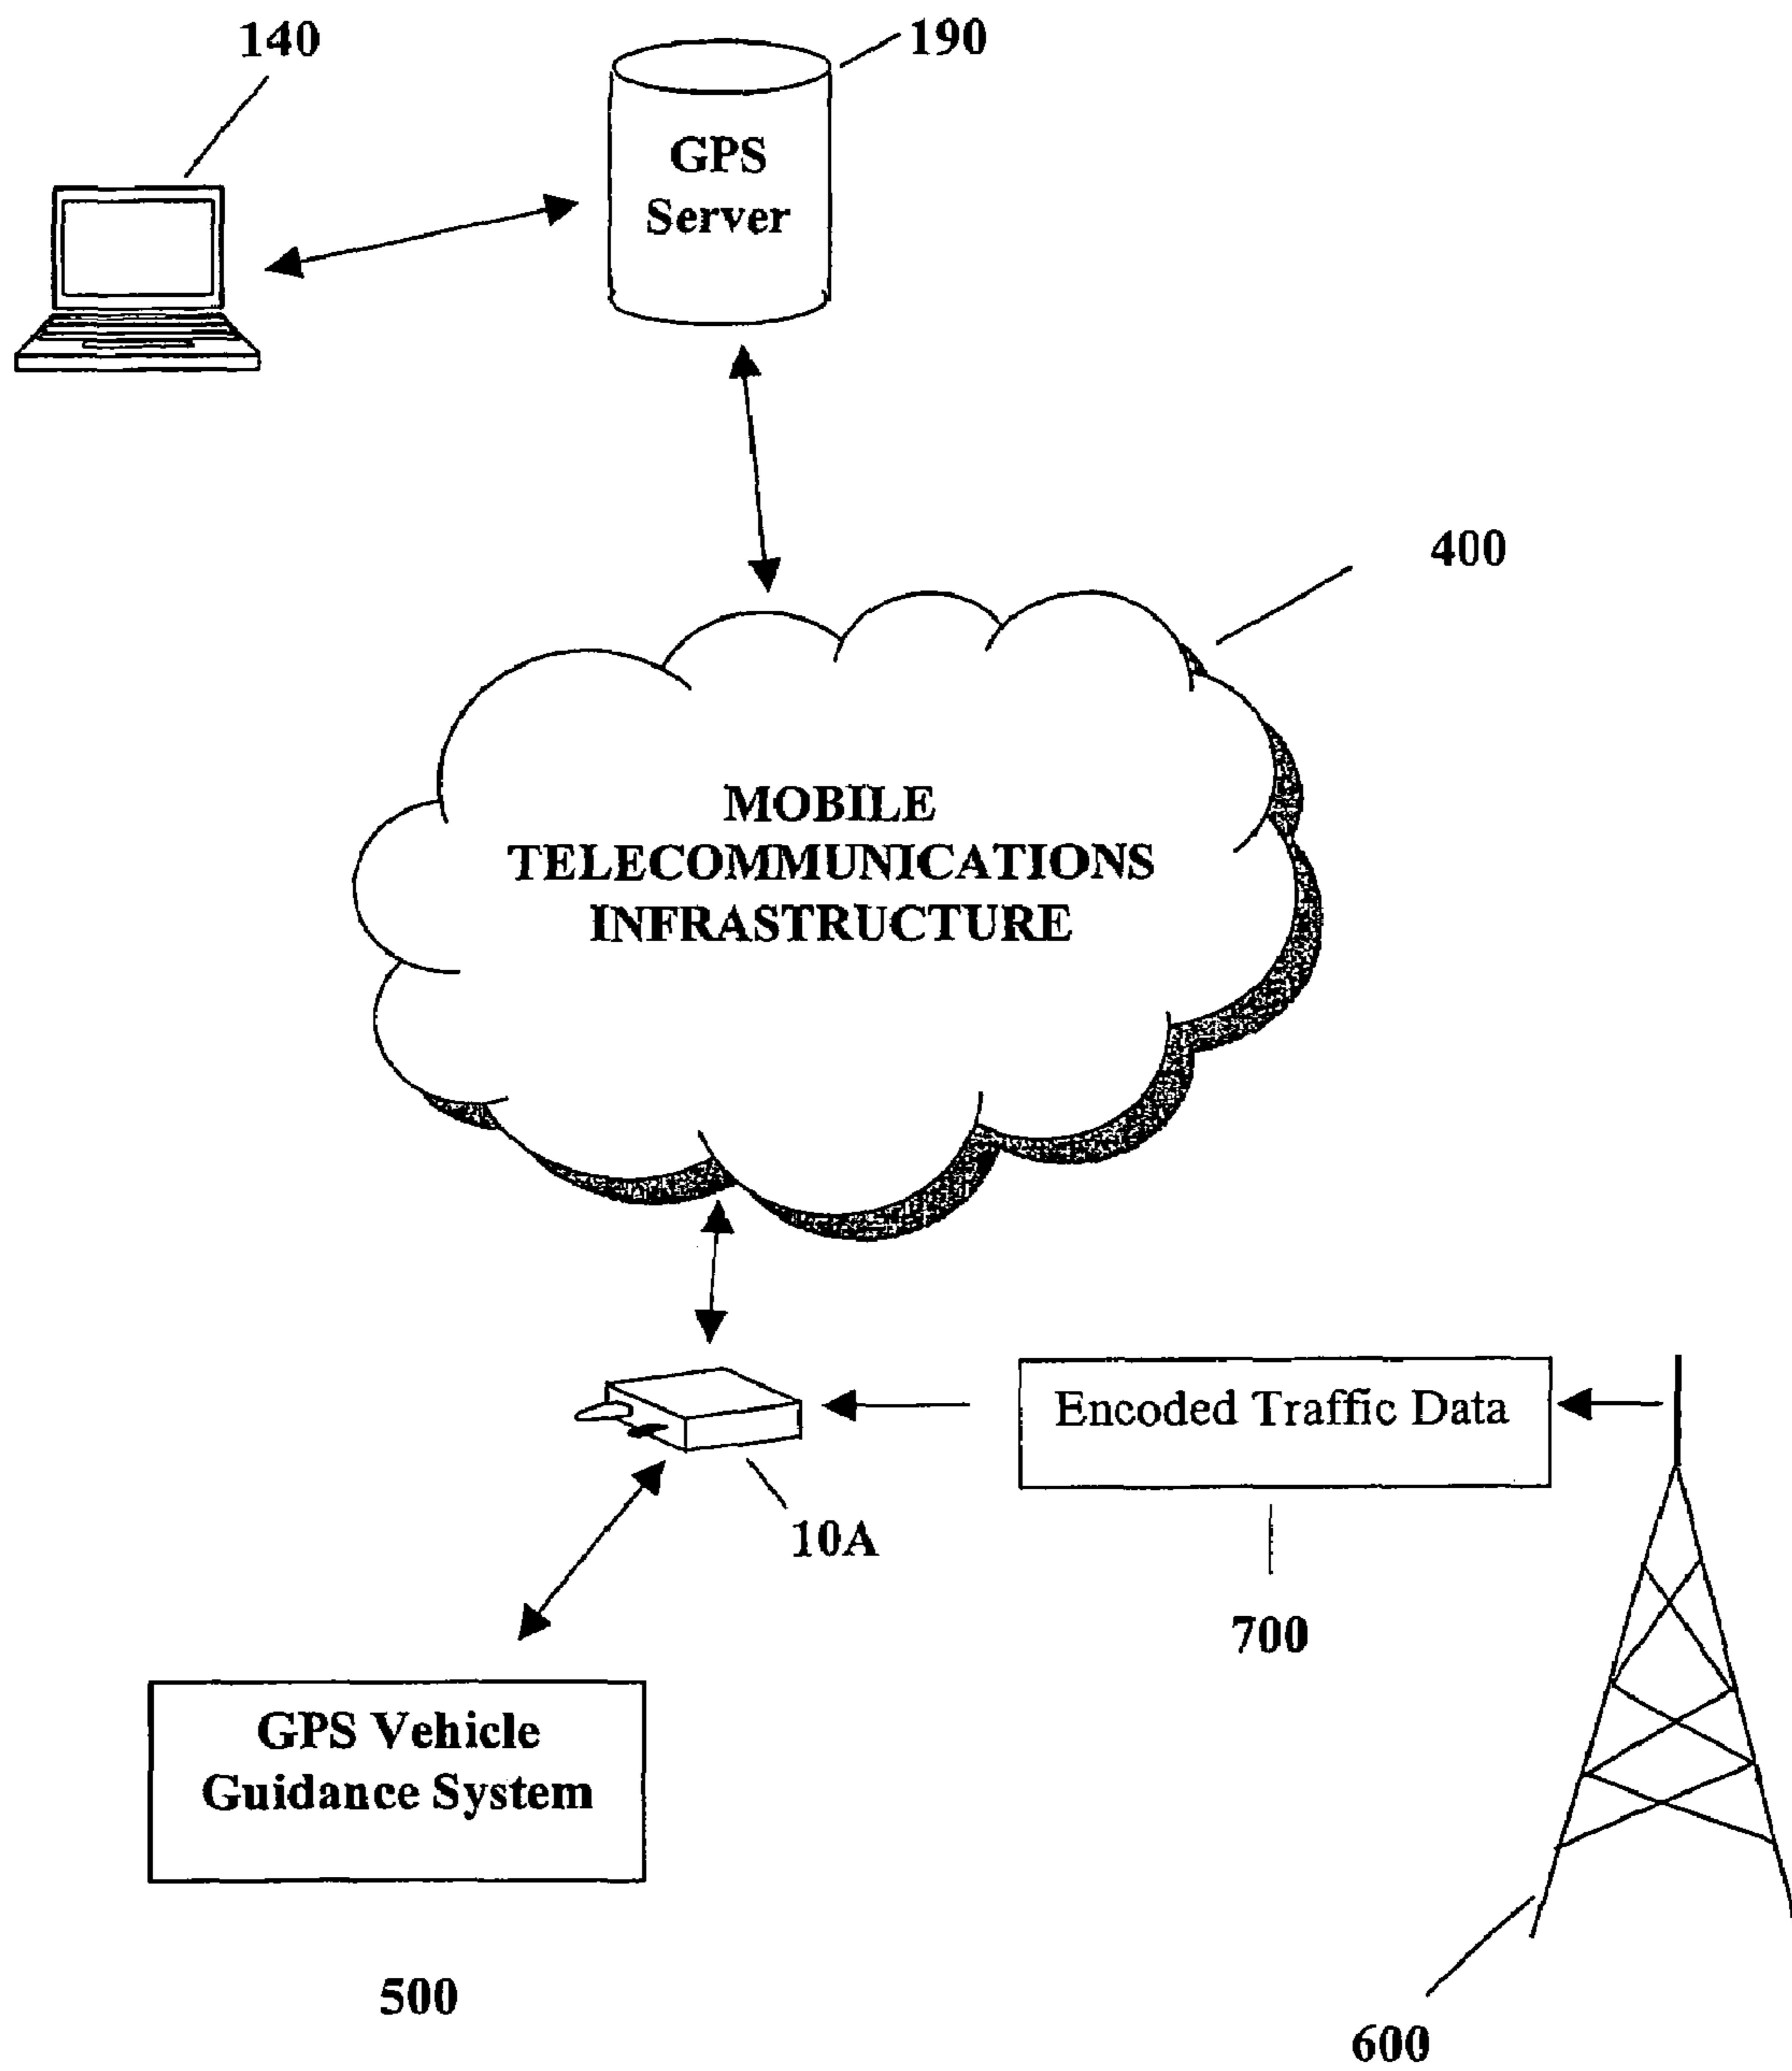 140
190
GPS
Server
400
MOBILE
TELECOMMUNICATIONS
INFRASTRUCTURE
Encoded Traffic Data
10A
700
GPS Vehicle
Guidance System
500
600